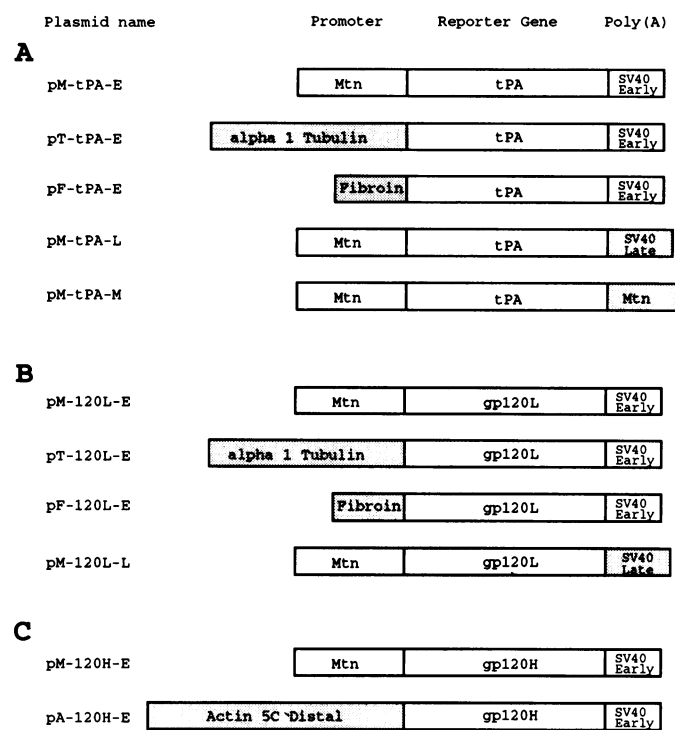 Plasmid name Promoter Reporter Gene Poly(A)
A
pM-tPA-E Mtn tPA SV40 Early
pT-tPA-E alpha 1 Tubulin tPA SV40 Early
pF-tPA-E Fibroin tPA SV40 Early
pM-tPA-L Mtn tPA SV40 Late
pM-tPA-M Mtn tPA Mtn
B
pM-120L-E Mtn gp120L SV40 Early
pT-120L-E alpha 1 Tubulin gp120L SV40 Early
pF-120L-E Fibroin gp120L SV40 Early
pM-120L-L Mtn gp120L SV40 Late
C
pM-120H-E Mtn gp120H SV40 Early
pA-120H-E Actin 5C Distal gp120H SV40 Early